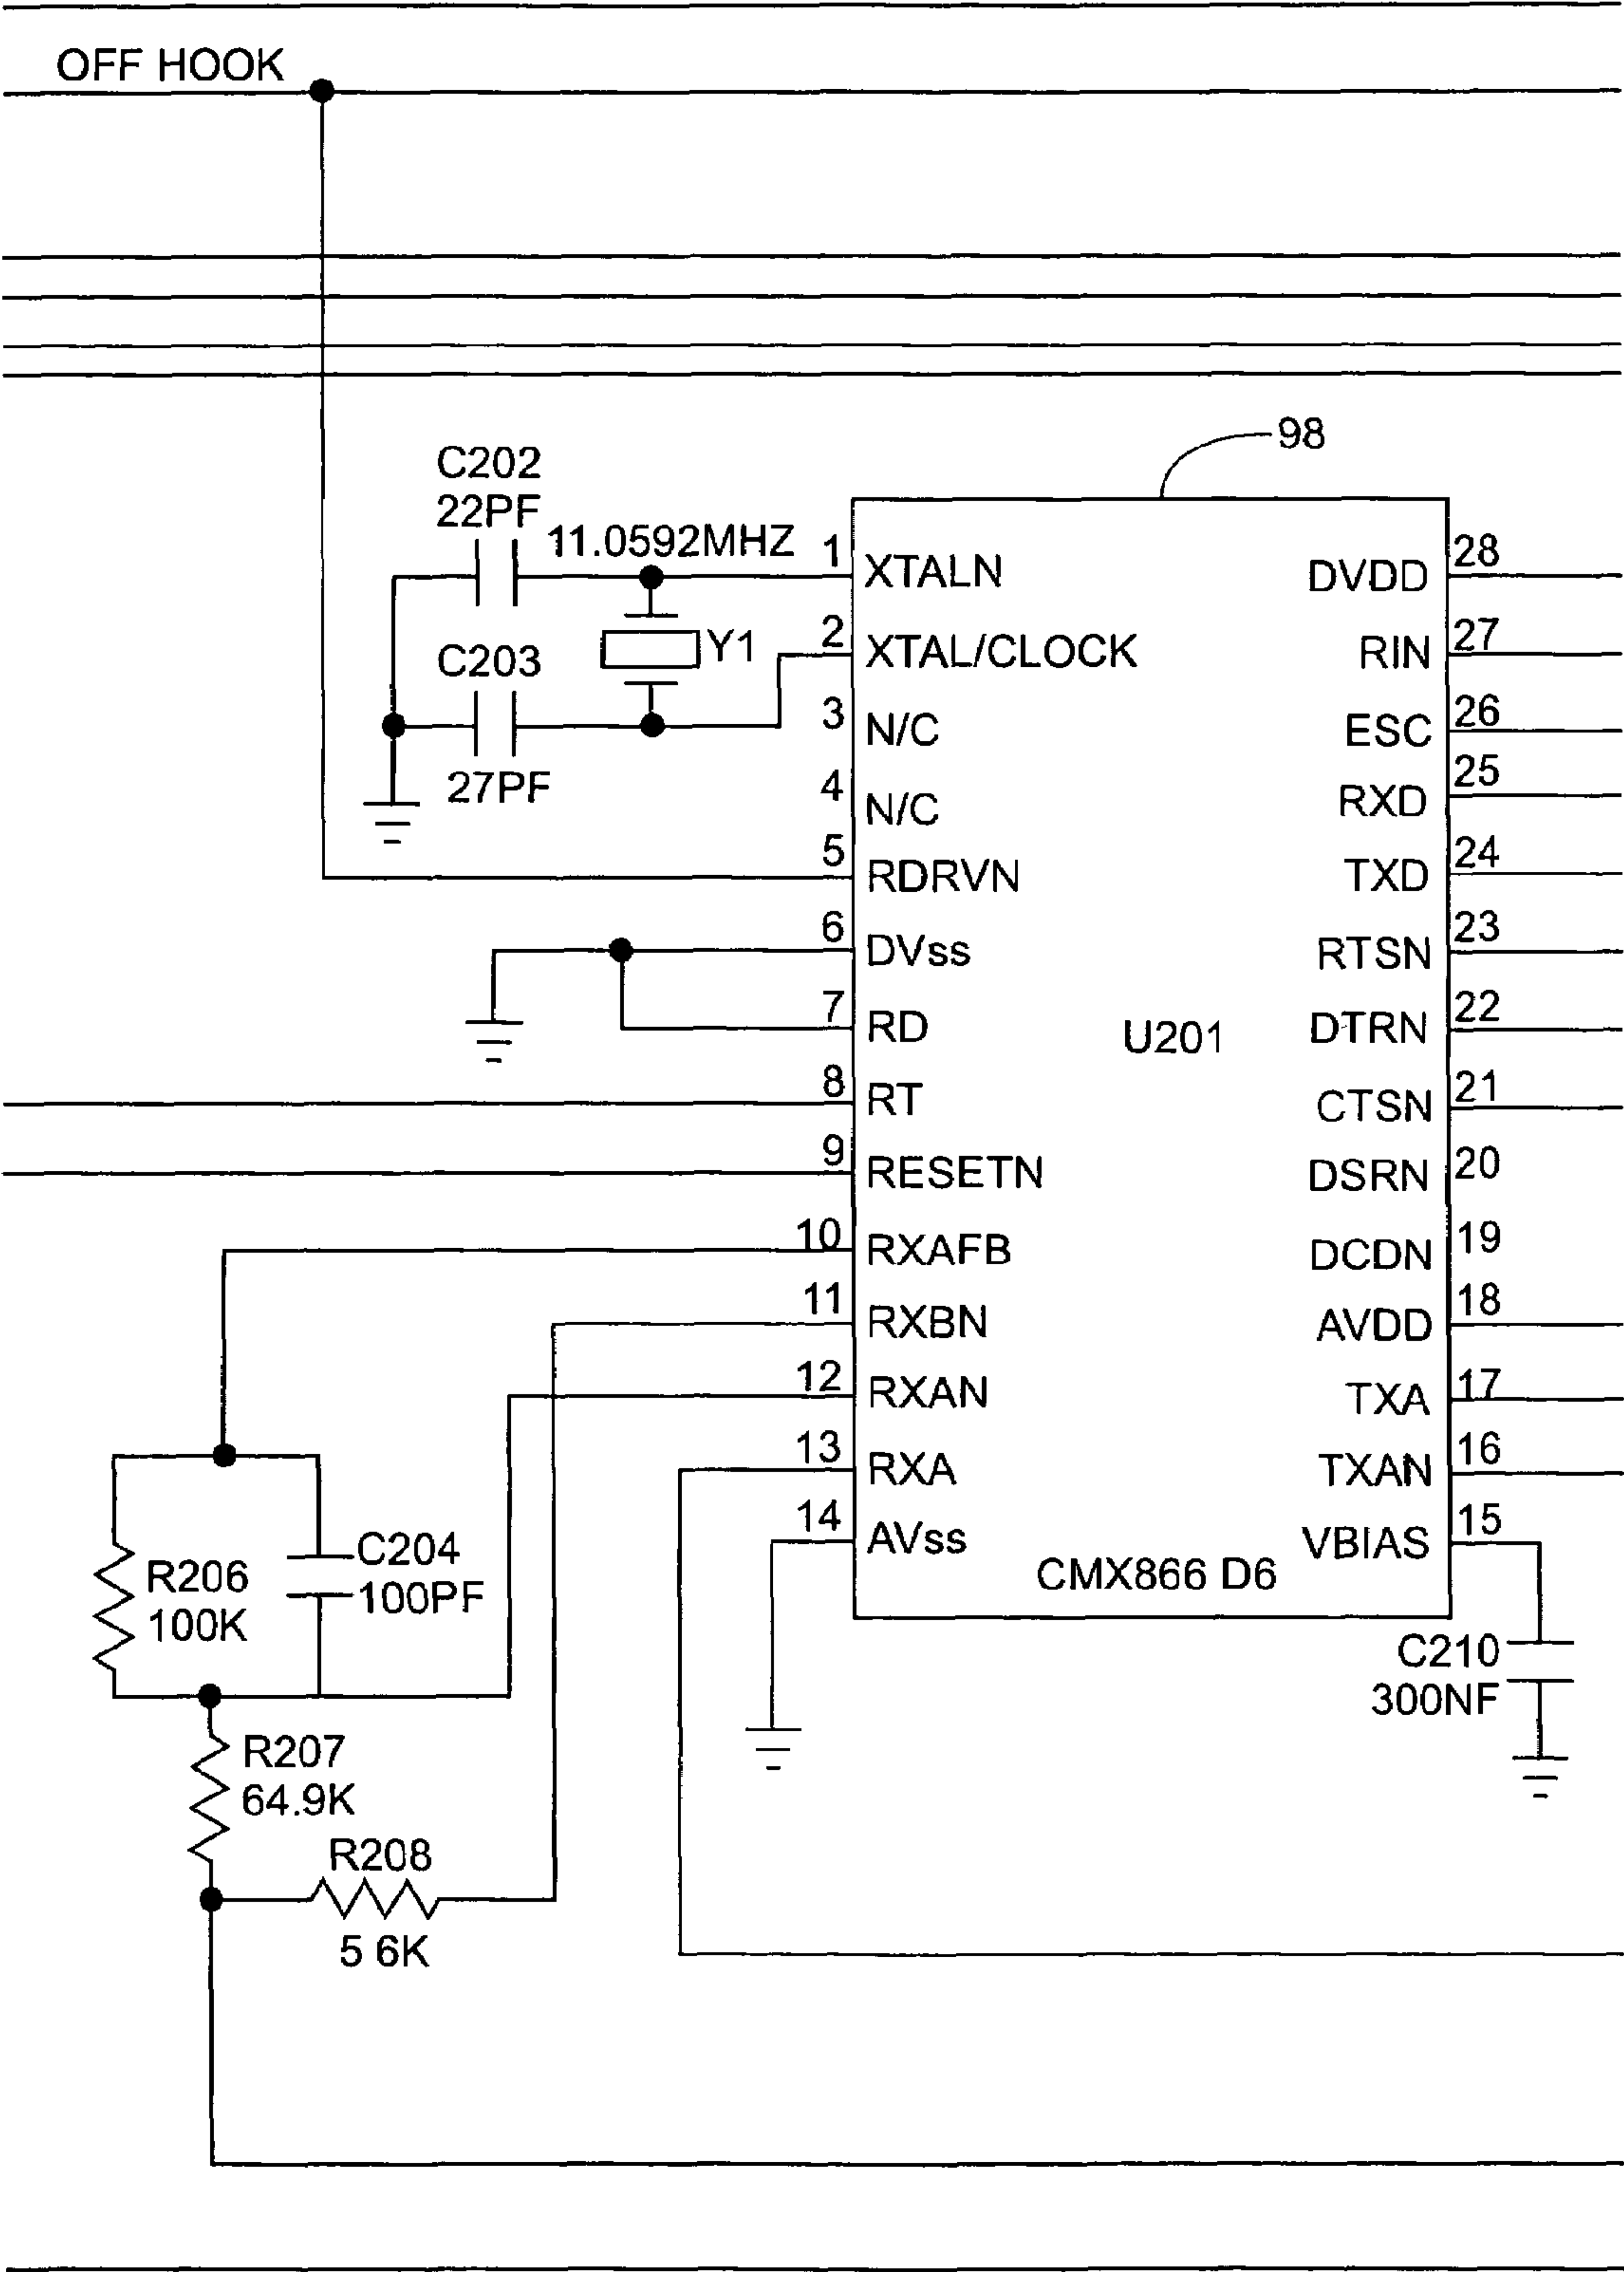 OFF HOOK
98
C202
22PF
11.0592MHZ
Y1
C203
27PF
1 XTALN
2 XTAL/CLOCK
3 N/C
4 N/C
5 RDRVN
6 DVss
7 RD
8 RT
9 RESETN
10 RXAFB
11 RXBN
12 RXAN
13 RXA
14 AVss
U201
CMX866 D6
DVDD 28
RIN 27
ESC 26
RXD 25
TXD 24
RTSN 23
DTRN 22
CTSN 21
DSRN 20
DCDN 19
AVDD 18
TXA 17
TXAN 16
VBIAS 15
C204
100PF
R206
100K
C210
300NF
R207
64.9K
R208
5 6K